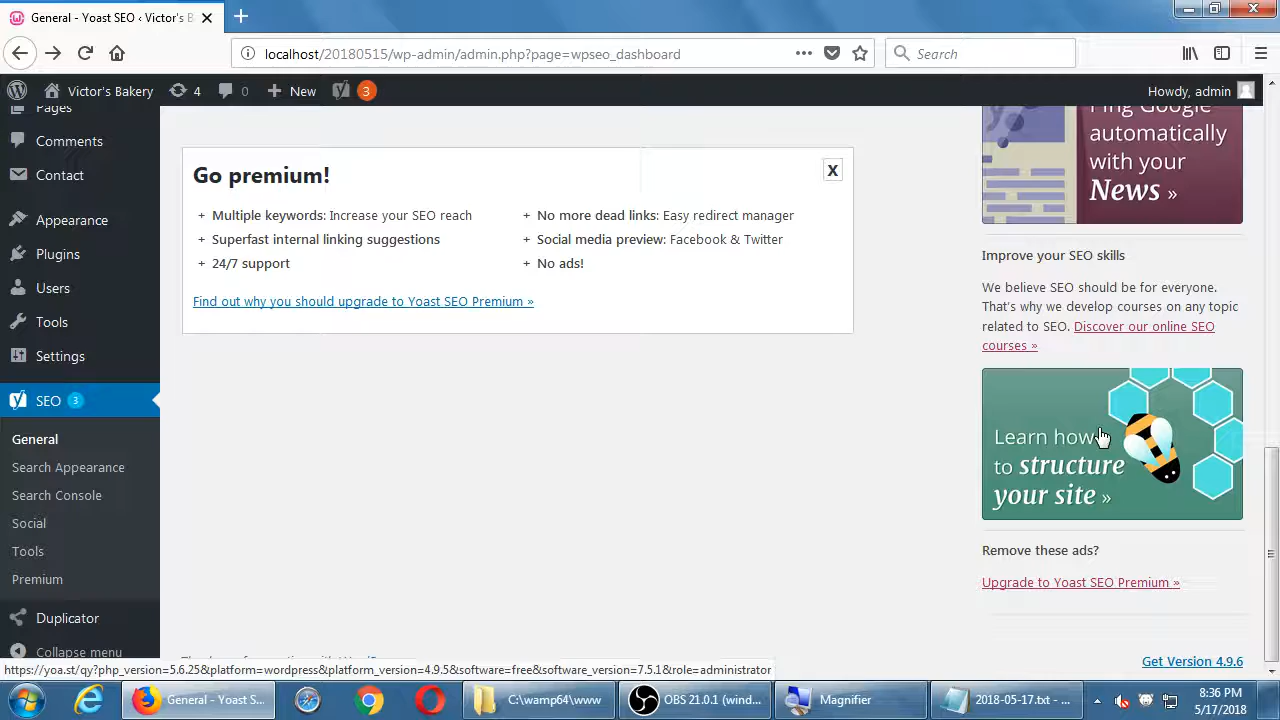 General - Yoast SEO ‹ Victor's B
localhost/20180515/wp-admin/admin.php?page=wpseo_dashboard
Search
Victor's Bakery
4
0
New
3
Howdy, admin
Pages
Comments
Contact
Appearance
Plugins
Users
Tools
Settings
SEO 3
General
Search Appearance
Search Console
Social
Tools
Premium
Duplicator
Collapse menu
Go premium!
X
+ Multiple keywords: Increase your SEO reach
+ Superfast internal linking suggestions
+ 24/7 support
+ No more dead links: Easy redirect manager
+ Social media preview: Facebook & Twitter
+ No ads!
Find out why you should upgrade to Yoast SEO Premium »
Ping Google
automatically
with your
News »
Improve your SEO skills
We believe SEO should be for everyone.
That's why we develop courses on any topic
related to SEO. Discover our online SEO
courses »
Learn how
to structure
your site »
Remove these ads?
Upgrade to Yoast SEO Premium »
Get Version 4.9.6
https://yoa.st/qy?php_version=5.6.25&platform=wordpress&platform_version=4.9.5&software=free&software_version=7.5.1&role=administrator
General - Yoast S...
C:\wamp64\www
OBS 21.0.1 (wind...
Magnifier
2018-05-17.txt - ...
8:36 PM
5/17/2018